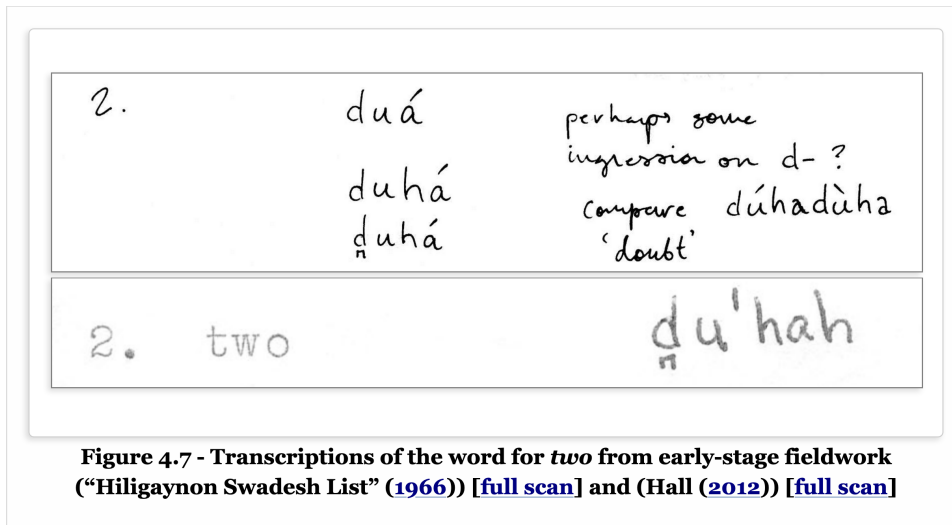 2. duá perhaps some
ingression on d- ?
duhá compare dúhadùha
d̪uhá ‘doubt’
2. two d̪u'hah
Figure 4.7 - Transcriptions of the word for two from early-stage fieldwork
(“Hiligaynon Swadesh List” (1966)) [full scan] and (Hall (2012)) [full scan]